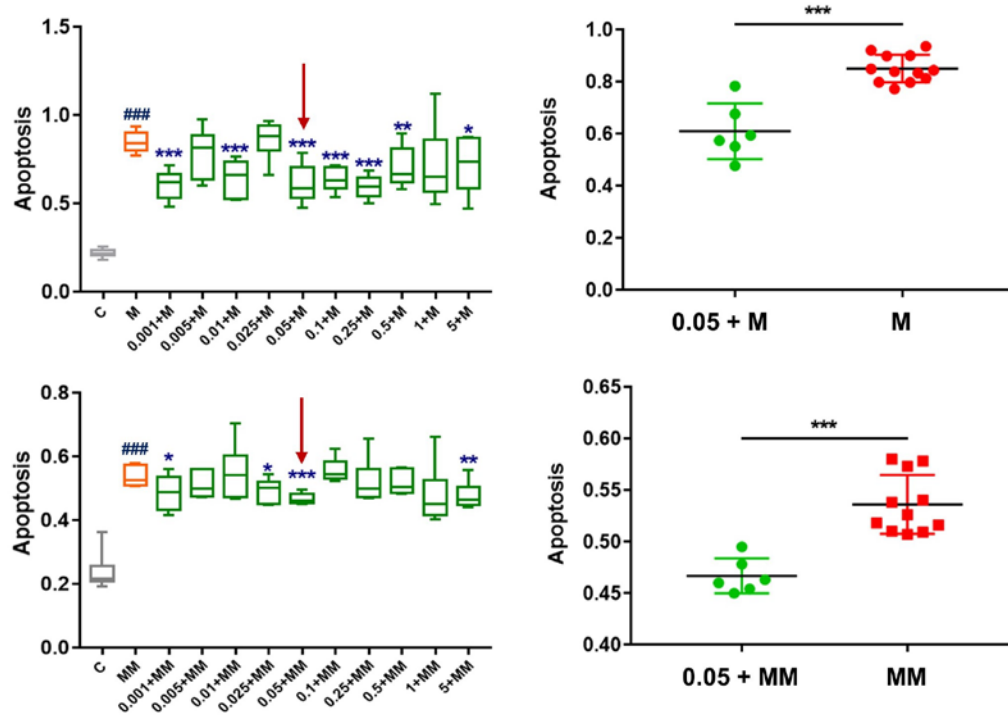 Apoptosis
1.5
1.0
0.5
0.0
###
***
***
***
***
***
**
*
C
M
0.001+M
0.005+M
0.01+M
0.025+M
0.05+M
0.1+M
0.25+M
0.5+M
1+M
5+M
Apoptosis
1.0
0.8
0.6
0.4
0.2
0.0
***
0.05 + M
M
Apoptosis
0.8
0.6
0.4
0.2
0.0
###
*
*
***
**
C
MM
0.001+MM
0.005+MM
0.01+MM
0.025+MM
0.05+MM
0.1+MM
0.25+MM
0.5+MM
1+MM
5+MM
Apoptosis
0.65
0.60
0.55
0.50
0.45
0.40
***
0.05 + MM
MM